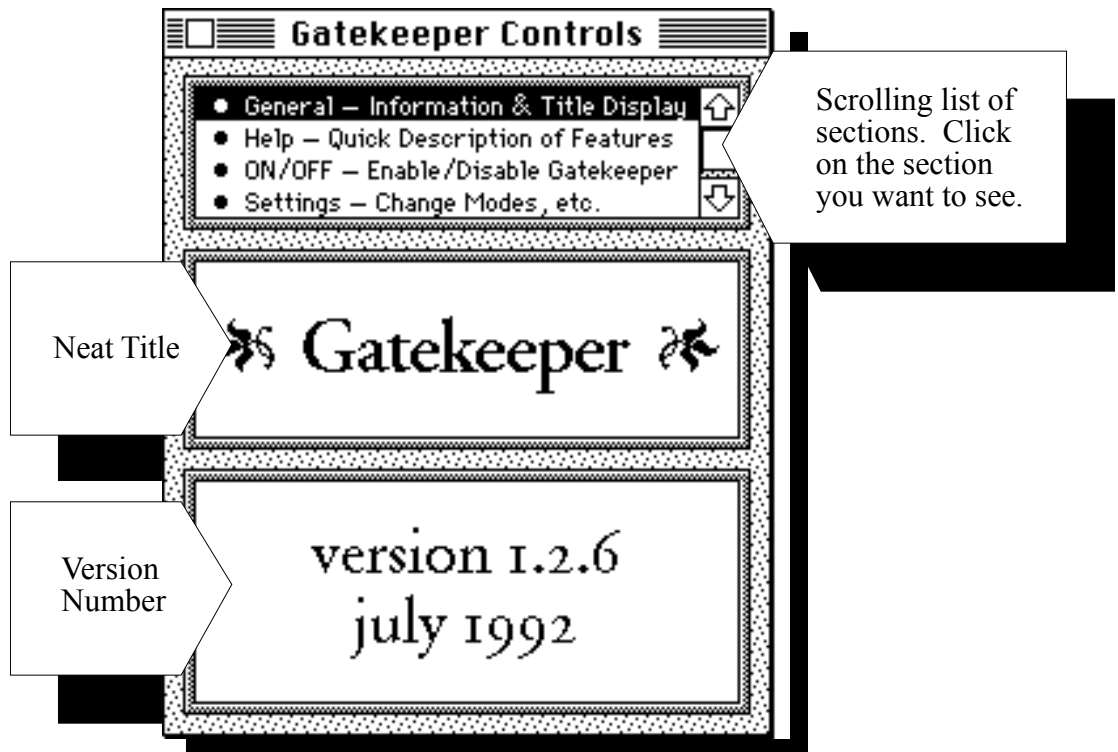 Gatekeeper Controls
● General – Information & Title Display
● Help – Quick Description of Features
● ON/OFF – Enable/Disable Gatekeeper
● Settings – Change Modes, etc.
Scrolling list of
sections.  Click
on the section
you want to see.
Neat Title
Gatekeeper
Version
Number
version 1.2.6
july 1992